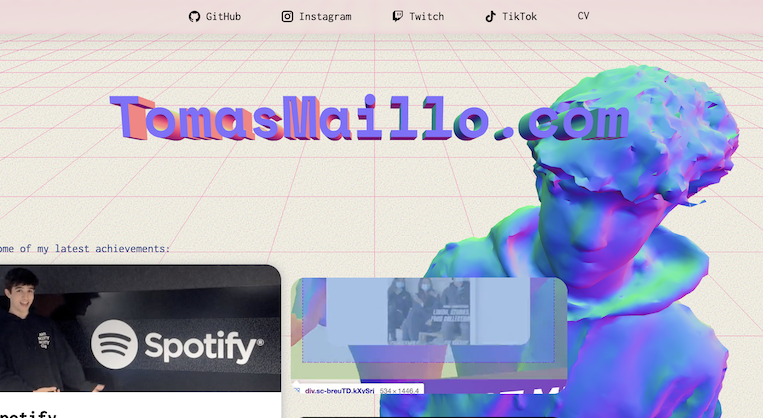 GitHub
Instagram
Twitch
TikTok
CV
TomasMaillo.com
ome of my latest achievements:
Spotify®
div.sc-breuTD.kXySri 534 × 1446.4
potify